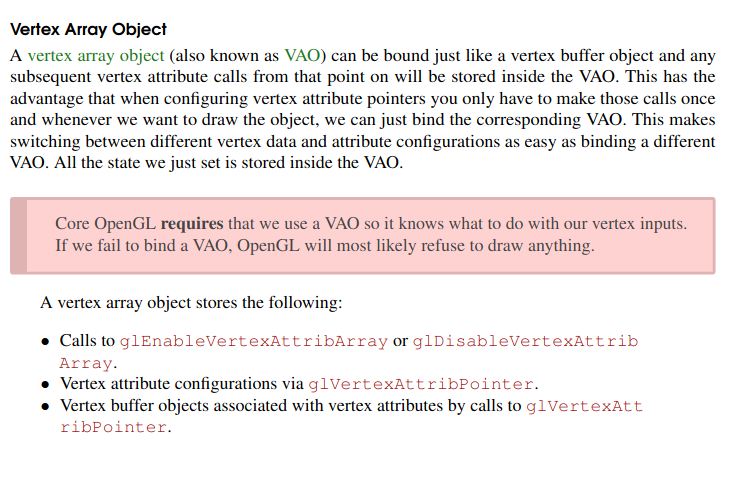 Vertex Array Object
A vertex array object (also known as VAO) can be bound just like a vertex buffer object and any
subsequent vertex attribute calls from that point on will be stored inside the VAO. This has the
advantage that when configuring vertex attribute pointers you only have to make those calls once
and whenever we want to draw the object, we can just bind the corresponding VAO. This makes
switching between different vertex data and attribute configurations as easy as binding a different
VAO. All the state we just set is stored inside the VAO.
Core OpenGL requires that we use a VAO so it knows what to do with our vertex inputs.
If we fail to bind a VAO, OpenGL will most likely refuse to draw anything.
A vertex array object stores the following:
• Calls to glEnableVertexAttribArray or glDisableVertexAttrib
Array.
• Vertex attribute configurations via glVertexAttribPointer.
• Vertex buffer objects associated with vertex attributes by calls to glVertexAtt
ribPointer.